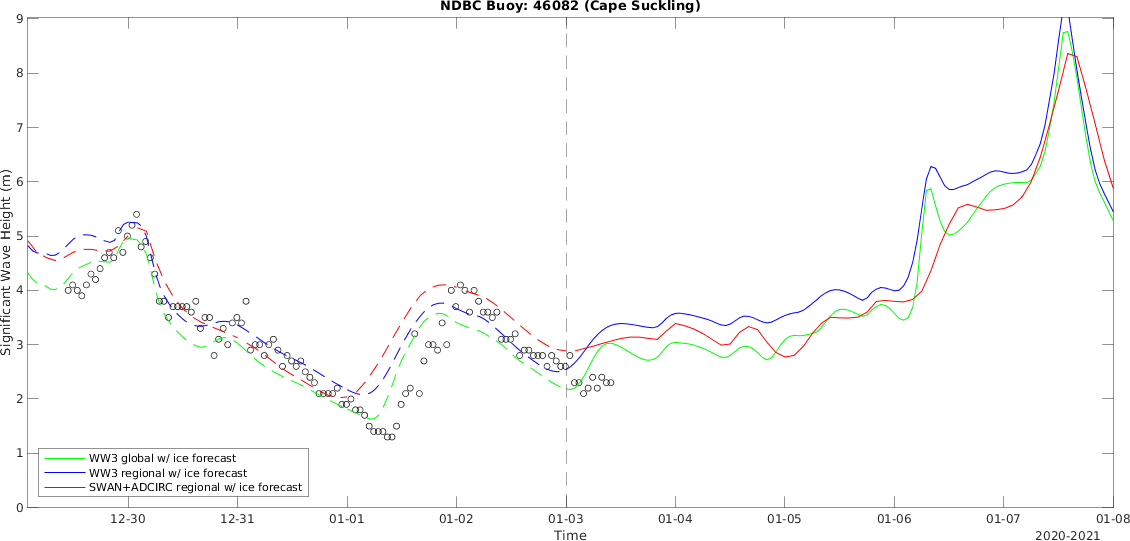 NDBC Buoy: 46082 (Cape Suckling)
9
8
7
6
5
4
3
2
1
0
Significant Wave Height (m)
WW3 global w/ ice forecast
WW3 regional w/ ice forecast
SWAN+ADCIRC regional w/ ice forecast
12-30 12-31 01-01 01-02 01-03 01-04 01-05 01-06 01-07 01-08
Time
2020-2021